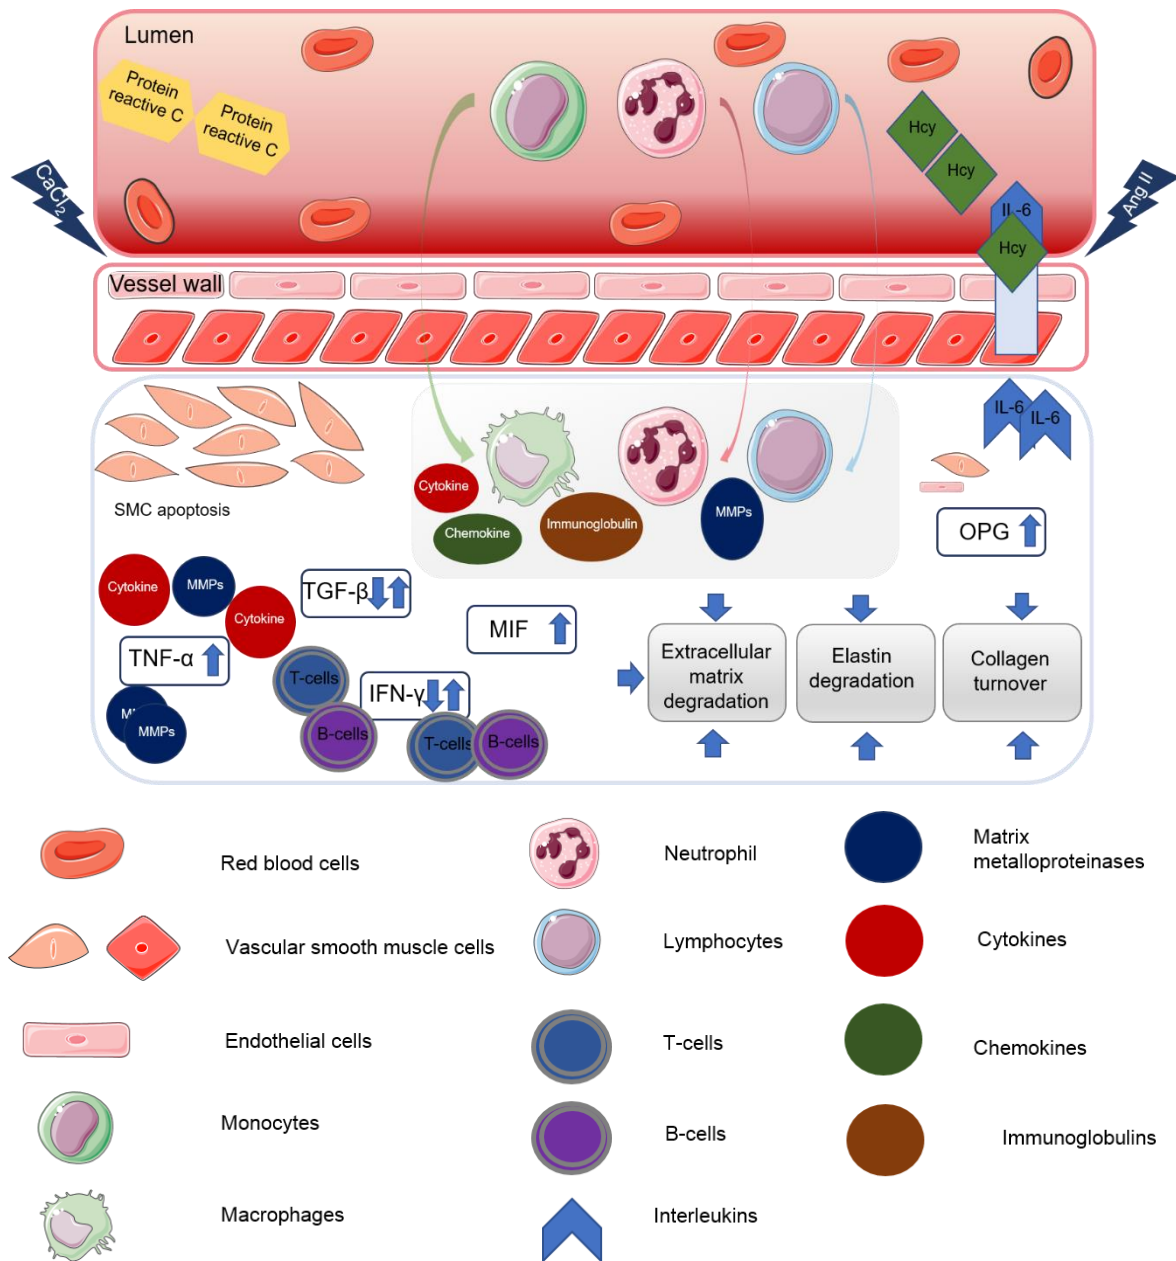 Lumen
Protein
reactive C
Protein
reactive C
Hcy
Hcy
CaCl₂
Ang II
IL-6
Hcy
Vessel wall
IL-6
IL-6
SMC apoptosis
Cytokine
Chemokine
Immunoglobulin
MMPs
OPG
Cytokine
MMPs
Cytokine
TGF-β
MIF
TNF-α
T-cells
IFN-γ
MMPs
B-cells
T-cells
B-cells
Extracellular
matrix
degradation
Elastin
degradation
Collagen
turnover
Red blood cells
Neutrophil
Matrix
metalloproteinases
Vascular smooth muscle cells
Lymphocytes
Cytokines
Endothelial cells
T-cells
Chemokines
Monocytes
B-cells
Immunoglobulins
Macrophages
Interleukins